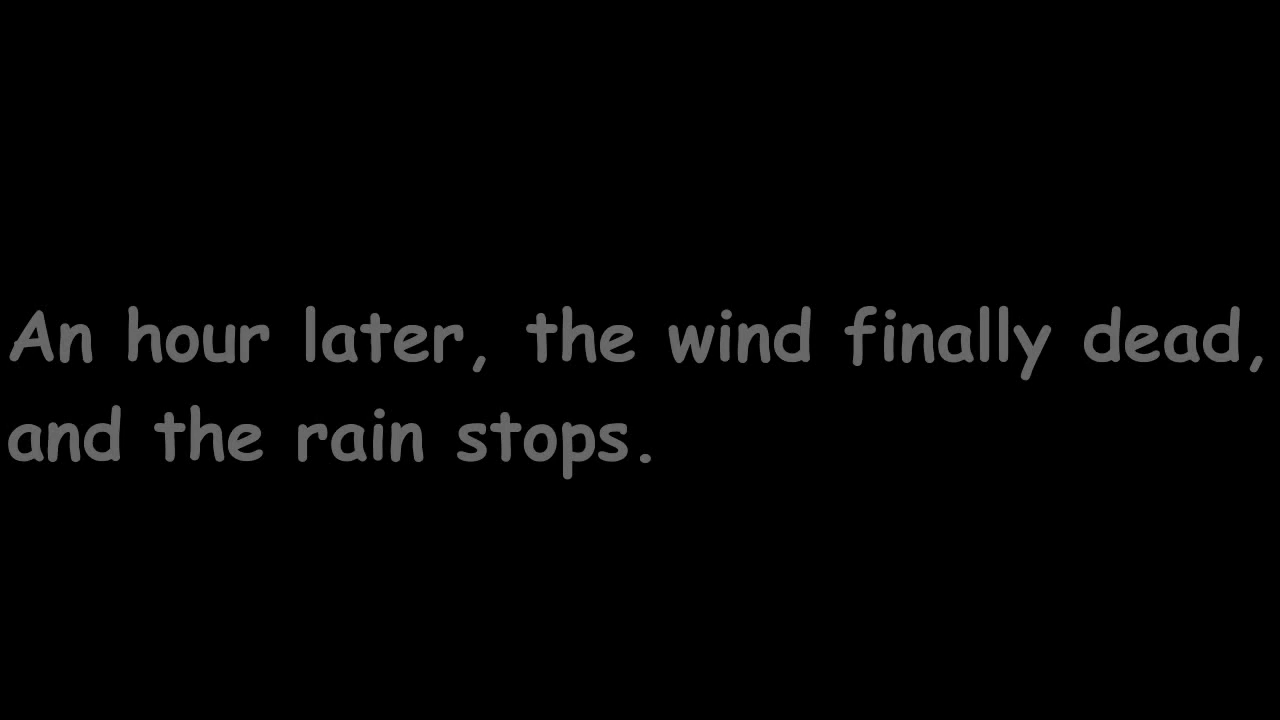 An hour later, the wind finally dead,
and the rain stops.